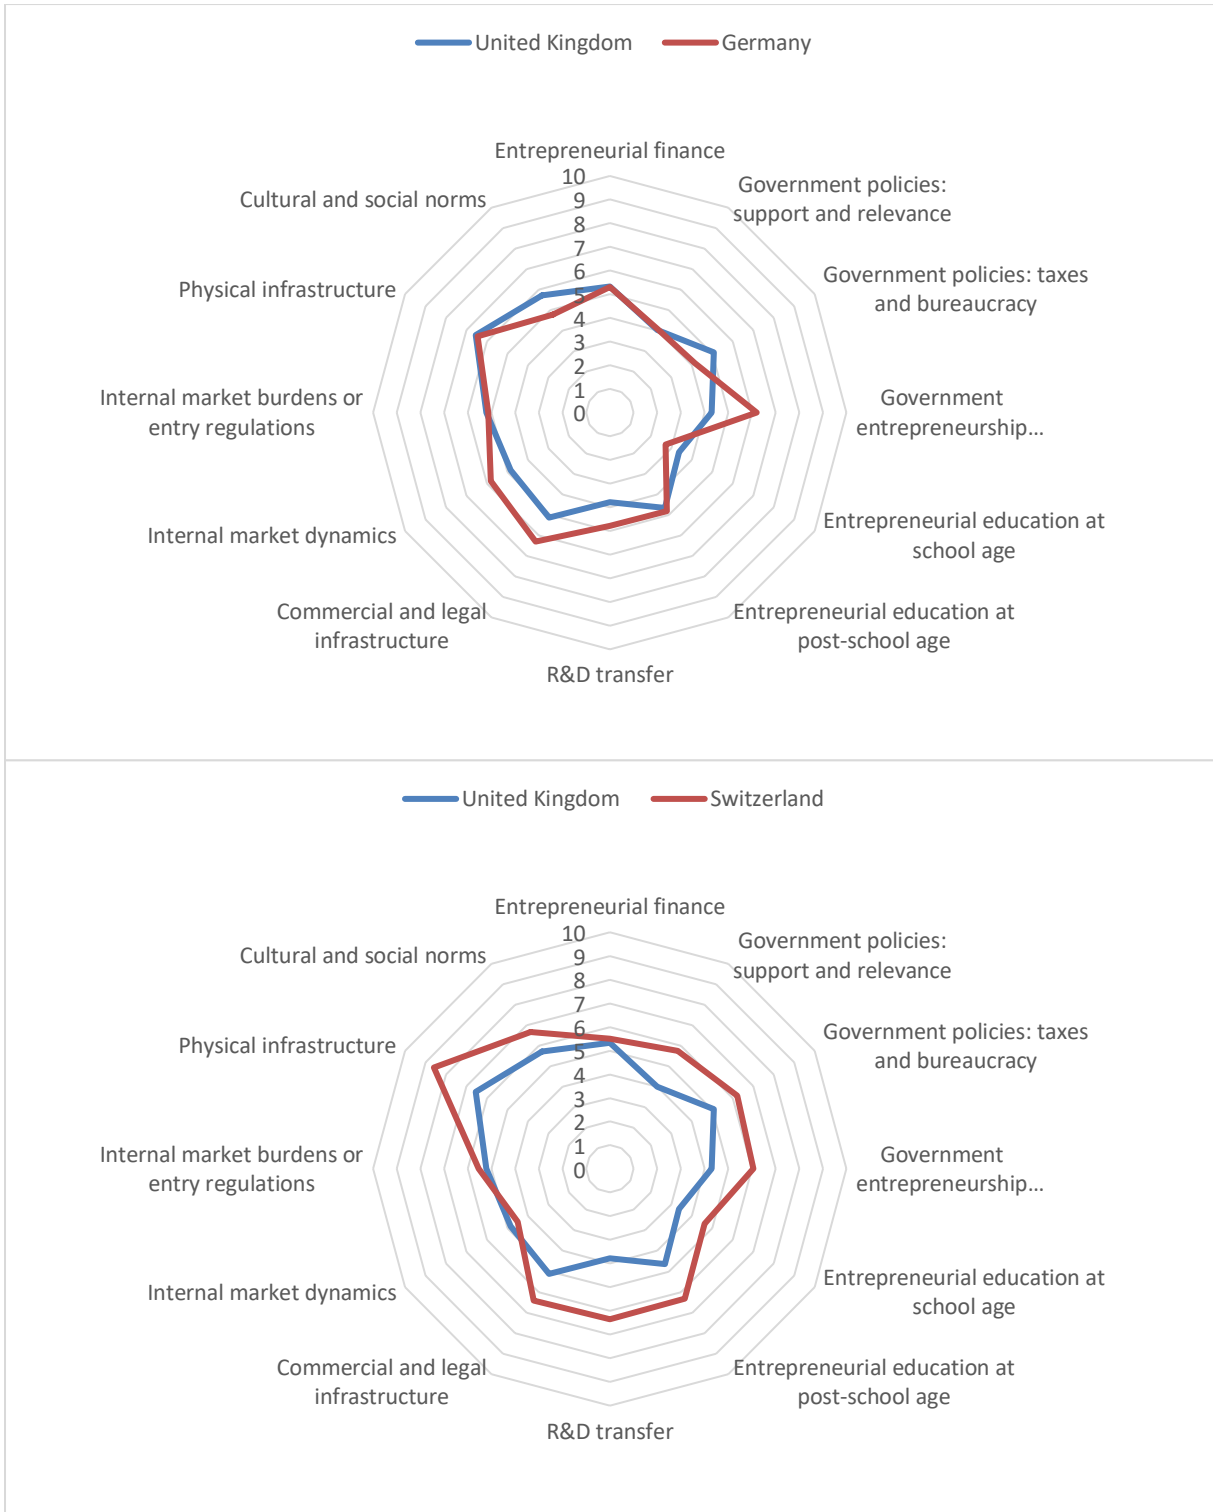 United Kingdom
Germany
Entrepreneurial finance
Government policies:
support and relevance
Government policies: taxes
and bureaucracy
Government
entrepreneurship...
Entrepreneurial education at
school age
Entrepreneurial education at
post-school age
R&D transfer
Commercial and legal
infrastructure
Internal market dynamics
Internal market burdens or
entry regulations
Physical infrastructure
Cultural and social norms
10
9
8
7
6
5
4
3
2
1
0
United Kingdom
Switzerland
Entrepreneurial finance
Government policies:
support and relevance
Government policies: taxes
and bureaucracy
Government
entrepreneurship...
Entrepreneurial education at
school age
Entrepreneurial education at
post-school age
R&D transfer
Commercial and legal
infrastructure
Internal market dynamics
Internal market burdens or
entry regulations
Physical infrastructure
Cultural and social norms
10
9
8
7
6
5
4
3
2
1
0